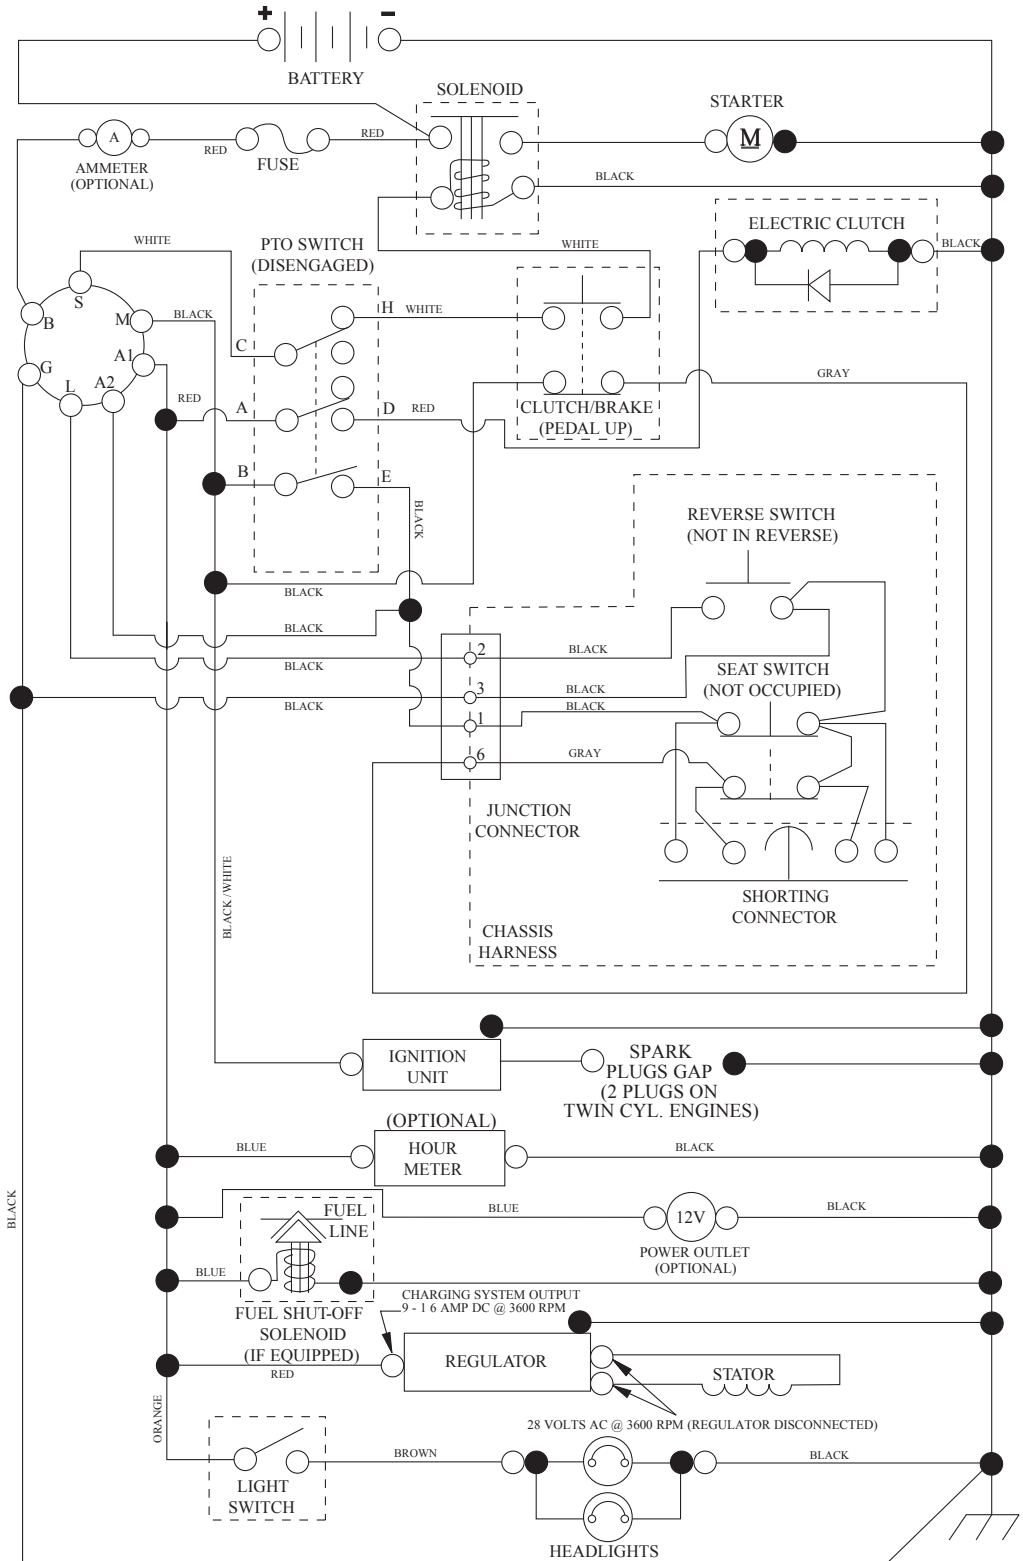 + −
BATTERY
SOLENOID
STARTER
A
RED
FUSE
RED
M
AMMETER
(OPTIONAL)
BLACK
ELECTRIC CLUTCH
BLACK
WHITE
PTO SWITCH
(DISENGAGED)
WHITE
S
B
M
BLACK
H
WHITE
C
G
A1
L
A2
RED
A
D
RED
GRAY
CLUTCH/BRAKE
(PEDAL UP)
B
E
BLACK
REVERSE SWITCH
(NOT IN REVERSE)
BLACK
BLACK
BLACK
2
BLACK
SEAT SWITCH
(NOT OCCUPIED)
3
BLACK
BLACK
BLACK
1
6
GRAY
JUNCTION
CONNECTOR
SHORTING
CONNECTOR
BLACK /WHITE
CHASSIS
HARNESS
IGNITION
UNIT
SPARK
PLUGS GAP
(2 PLUGS ON
TWIN CYL. ENGINES)
(OPTIONAL)
HOUR
METER
BLUE
BLACK
BLACK
FUEL
LINE
BLUE
12V
BLACK
POWER OUTLET
(OPTIONAL)
BLUE
FUEL SHUT-OFF
SOLENOID
(IF EQUIPPED)
CHARGING SYSTEM OUTPUT
9 - 1 6 AMP DC @ 3600 RPM
REGULATOR
RED
STATOR
28 VOLTS AC @ 3600 RPM (REGULATOR DISCONNECTED)
ORANGE
LIGHT
SWITCH
BROWN
BLACK
HEADLIGHTS